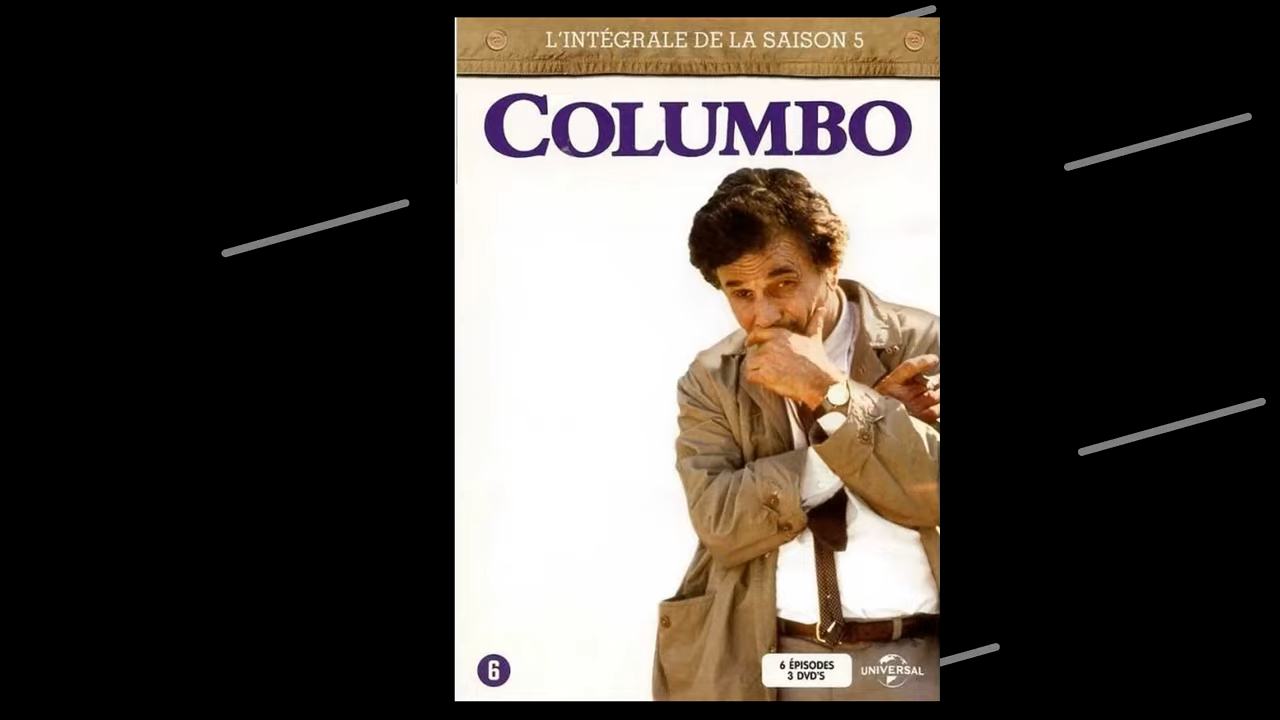 L'INTÉGRALE DE LA SAISON 5
COLUMBO
6
6 ÉPISODES
3 DVD'S
UNIVERSAL